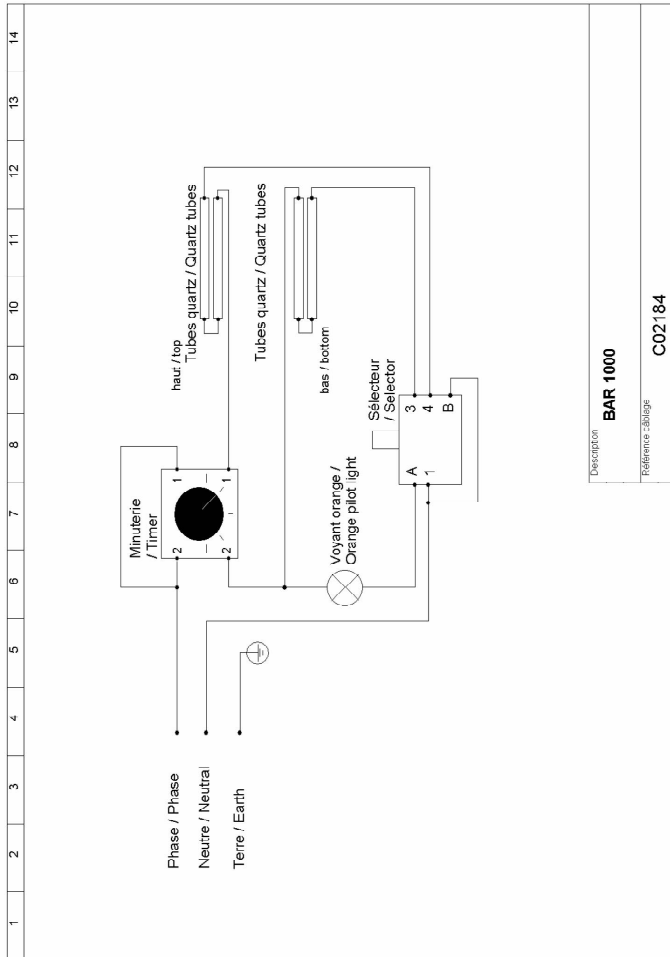 1 2 3 4 5 6 7 8 9 10 11 12 13 14
Minuterie
/ Timer
2
1
2
1
haut / top
Tubes quartz / Quartz tubes
Phase / Phase
Neutre / Neutral
Terre / Earth
Tubes quartz / Quartz tubes
bas / bottom
Voyant orange /
Orange pilot light
Sélecteur
/ Selector
A
3
1
4
B
Description
BAR 1000
Référence câblage
C02184